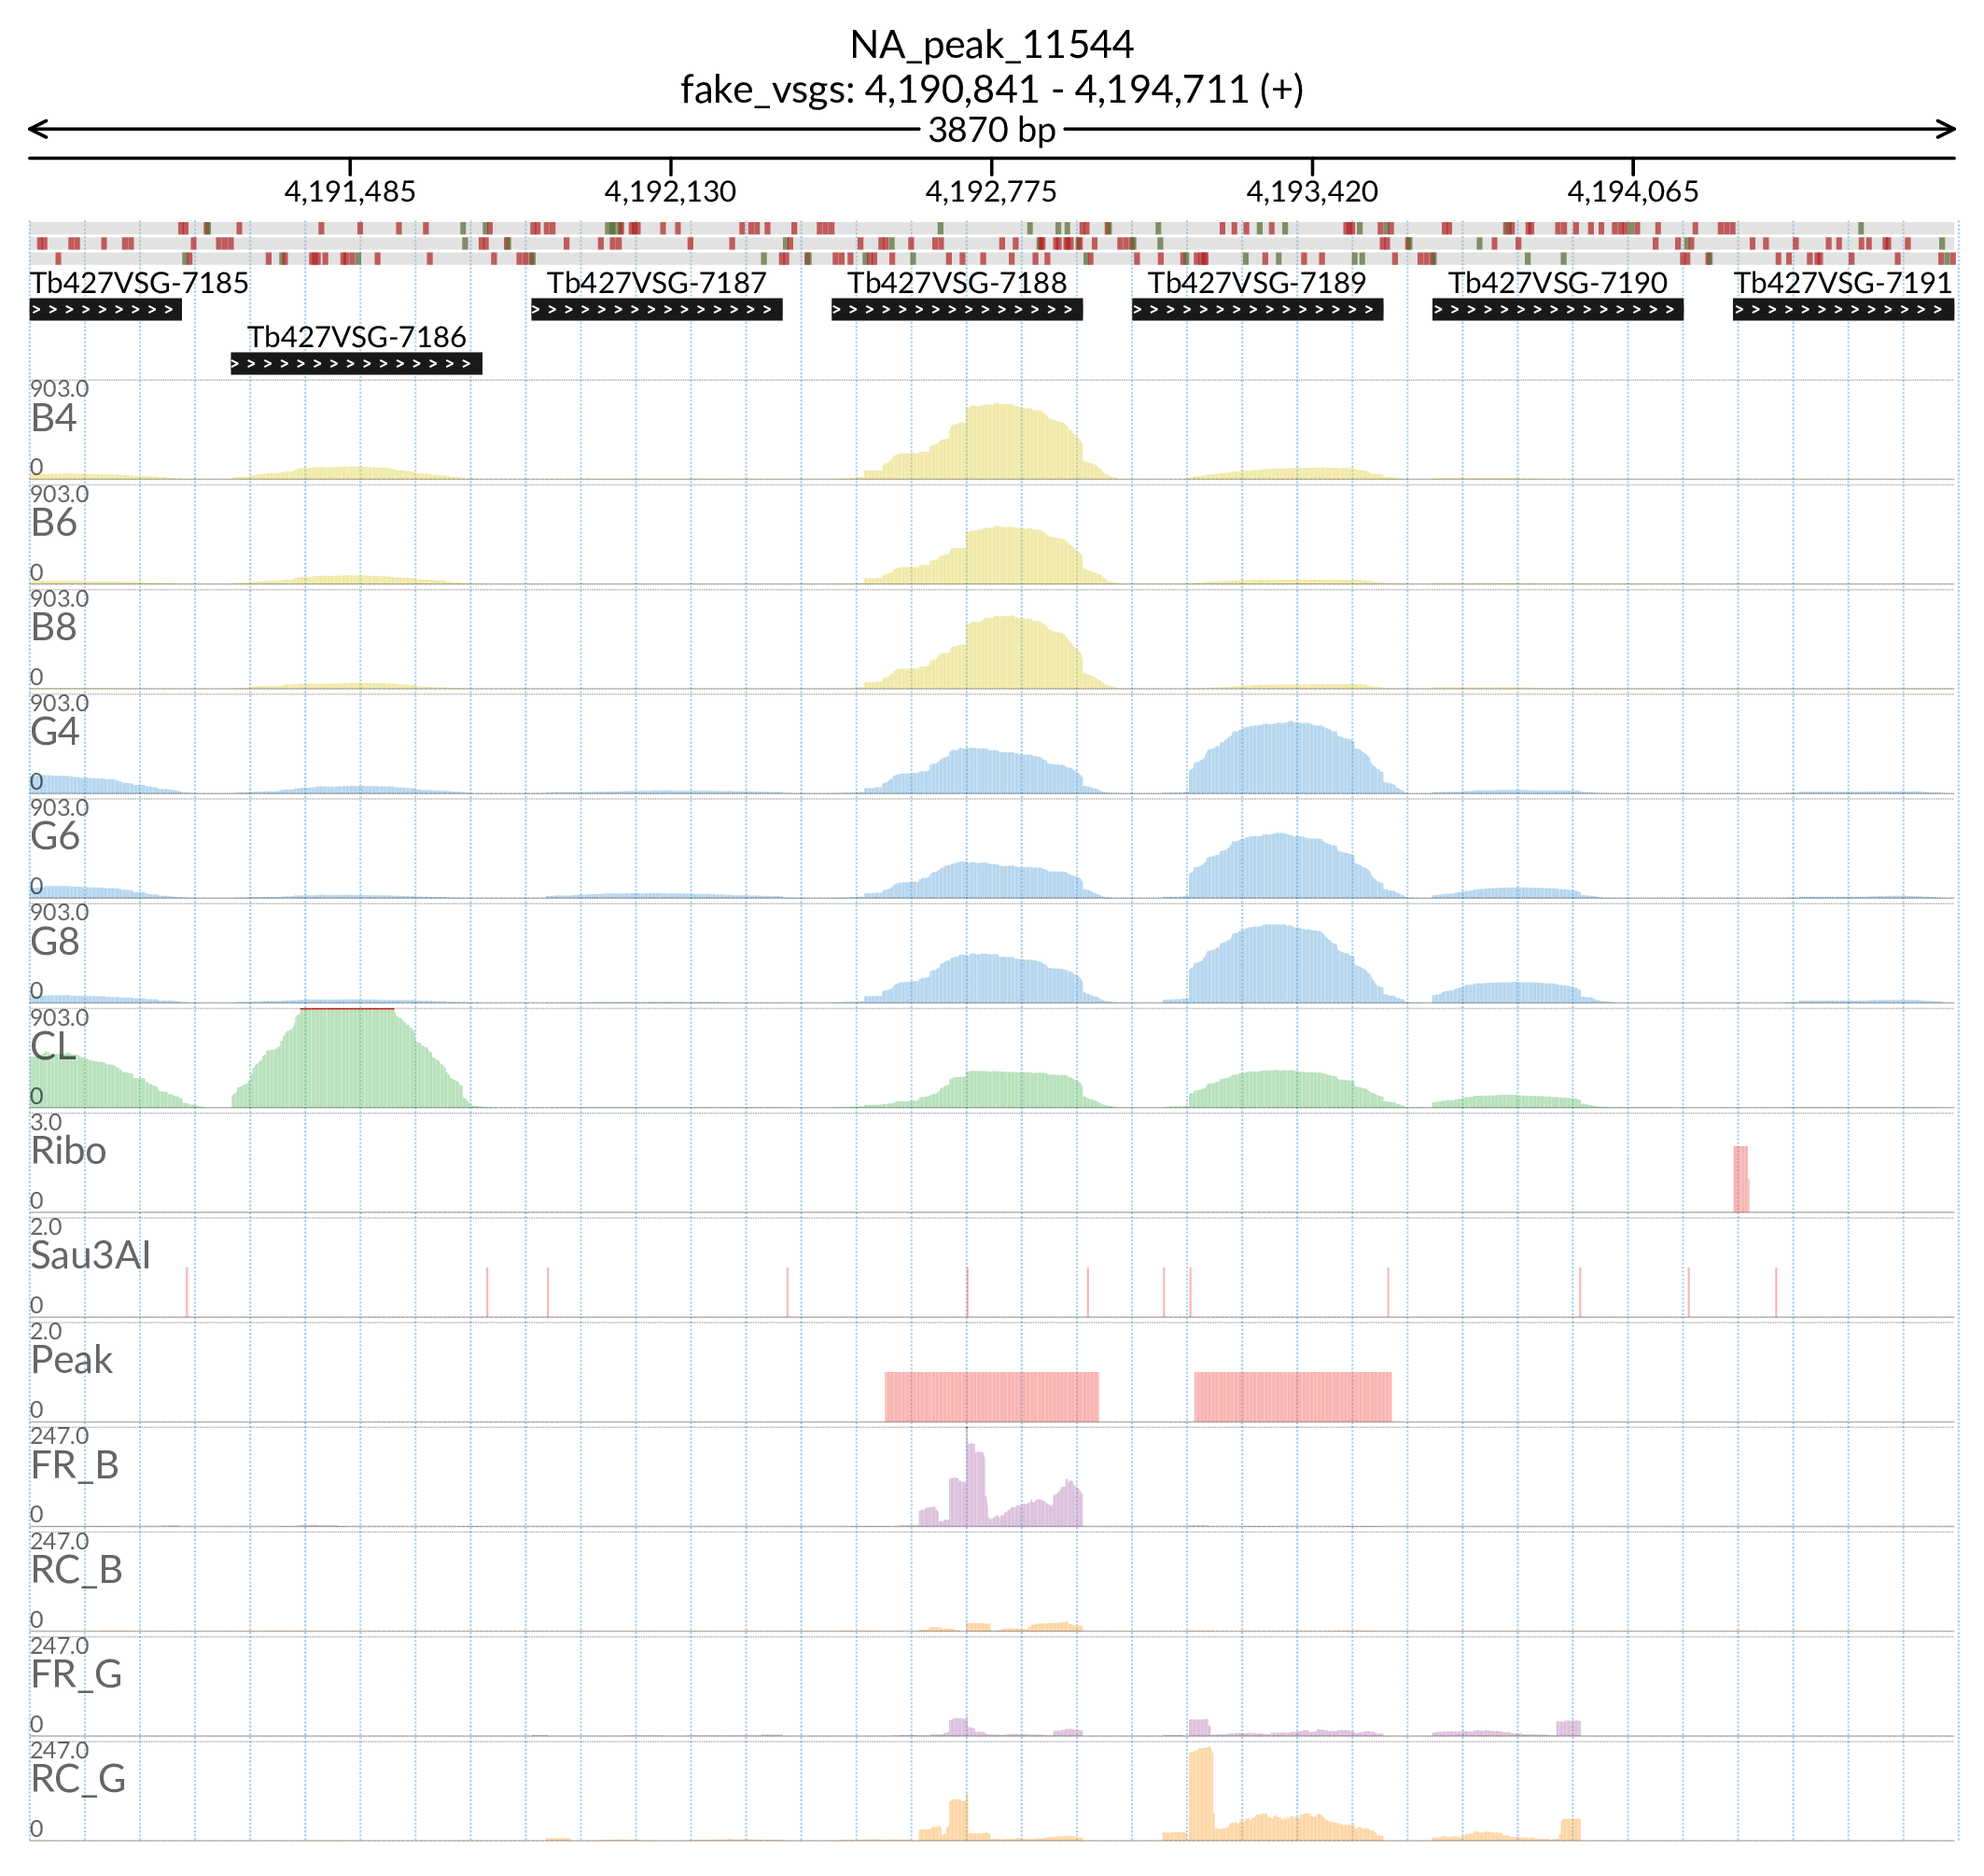 NA_peak_11544
fake_vsgs: 4,190,841 - 4,194,711 (+)
3870 bp
4,191,485 4,192,130 4,192,775 4,193,420 4,194,065
Tb427VSG-7185 Tb427VSG-7187 Tb427VSG-7188 Tb427VSG-7189 Tb427VSG-7190 Tb427VSG-7191
Tb427VSG-7186
903.0
B4
0
903.0
B6
0
903.0
B8
0
903.0
G4
0
903.0
G6
0
903.0
G8
0
903.0
CL
0
3.0
Ribo
0
2.0
Sau3AI
0
2.0
Peak
0
247.0
FR_B
0
247.0
RC_B
0
247.0
FR_G
0
247.0
RC_G
0